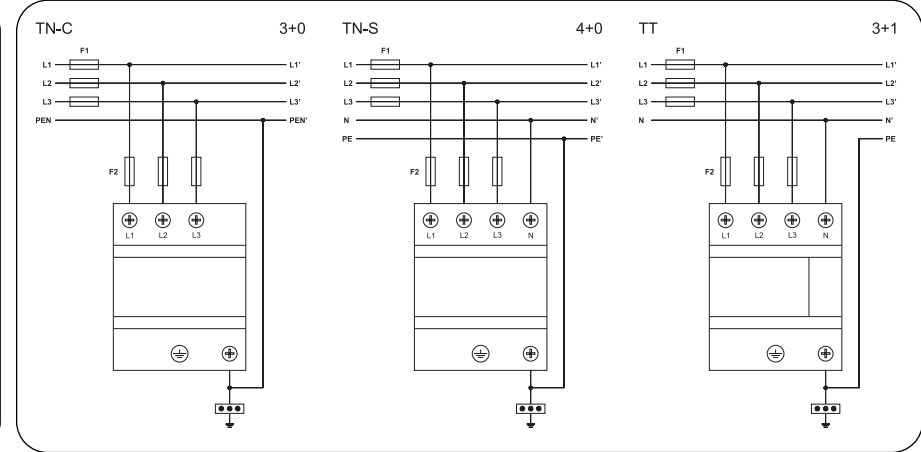 TN-C 3+0
F1
L1 L1'
L2 L2'
L3 L3'
PEN PEN'
F2
L1 L2 L3
TN-S 4+0
F1
L1 L1'
L2 L2'
L3 L3'
N N'
PE PE'
F2
L1 L2 L3 N
TT 3+1
F1
L1 L1'
L2 L2'
L3 L3'
N N'
PE
F2
L1 L2 L3 N